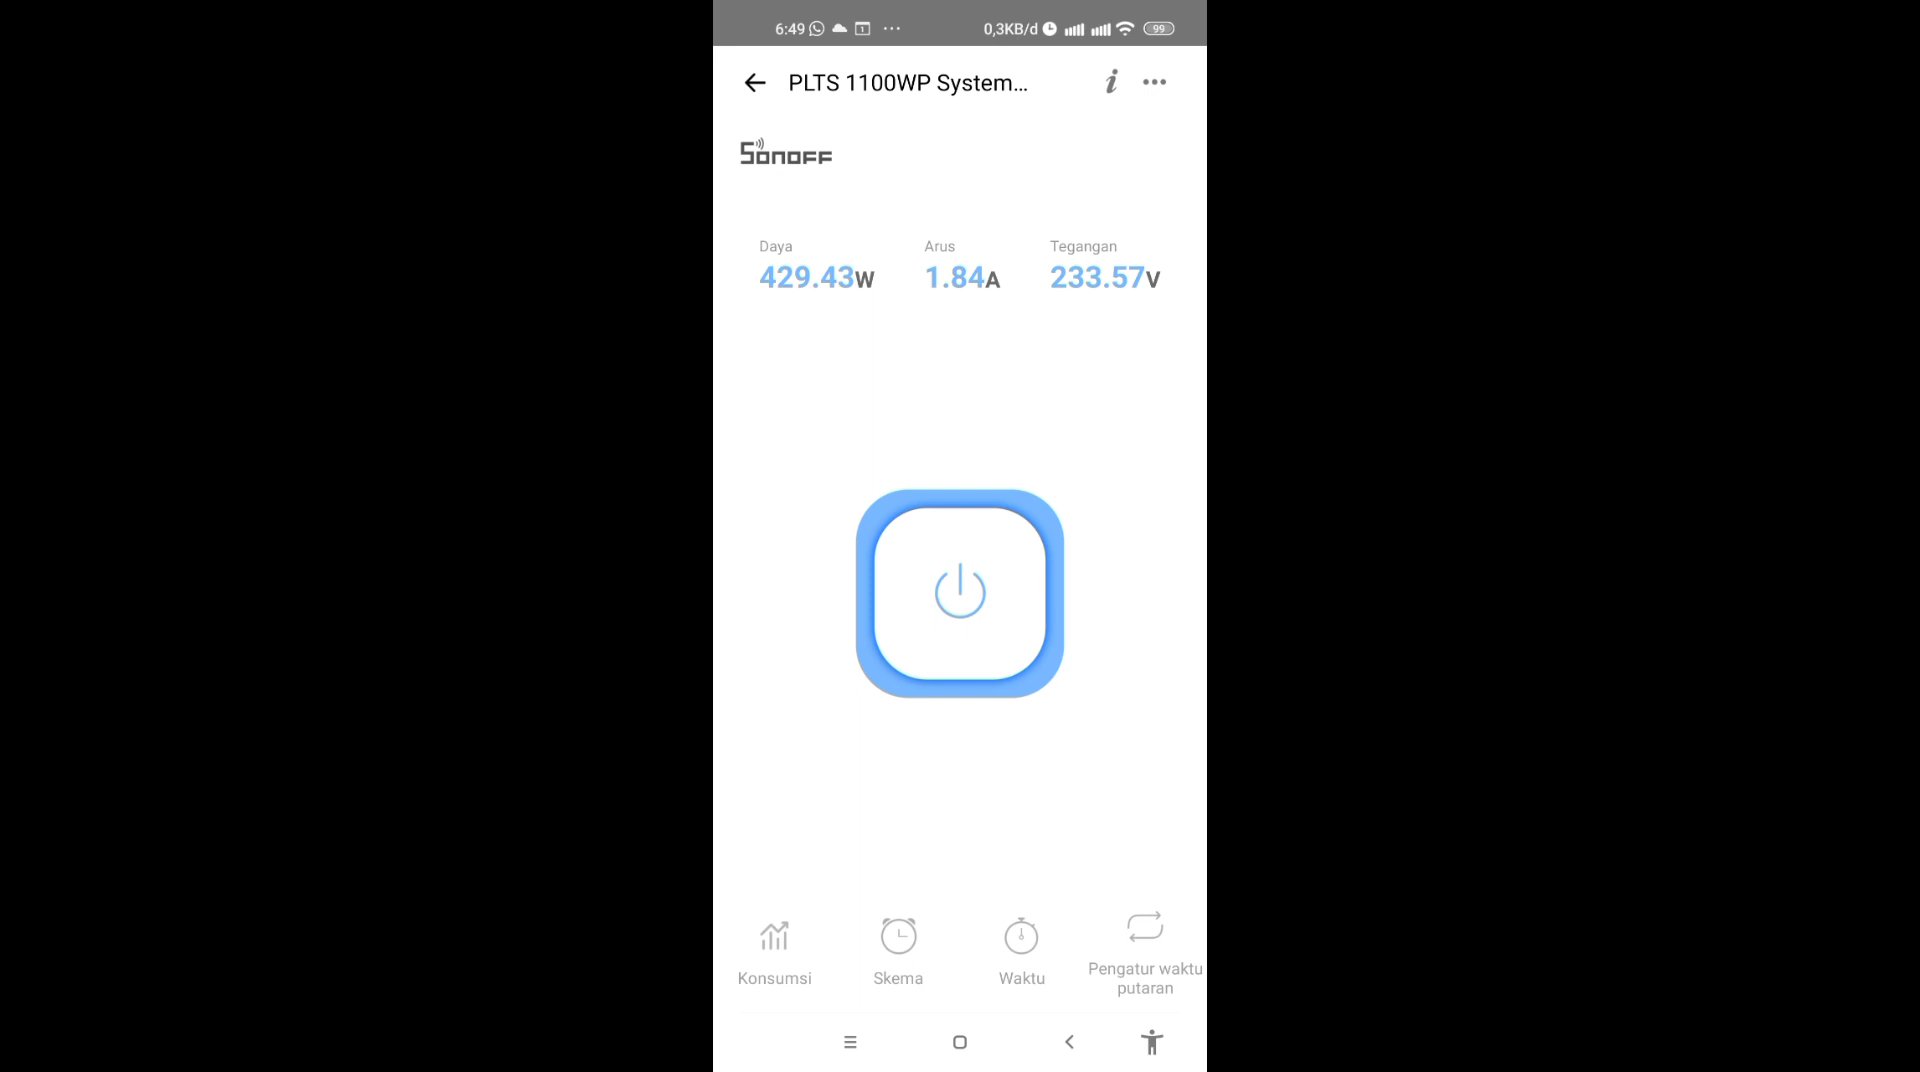 6:49 1 ... 0,3KB/d 99
PLTS 1100WP System... i
SONOFF
Daya Arus Tegangan
429.43W 1.84A 233.57V
Konsumsi Skema Waktu Pengatur waktu
putaran